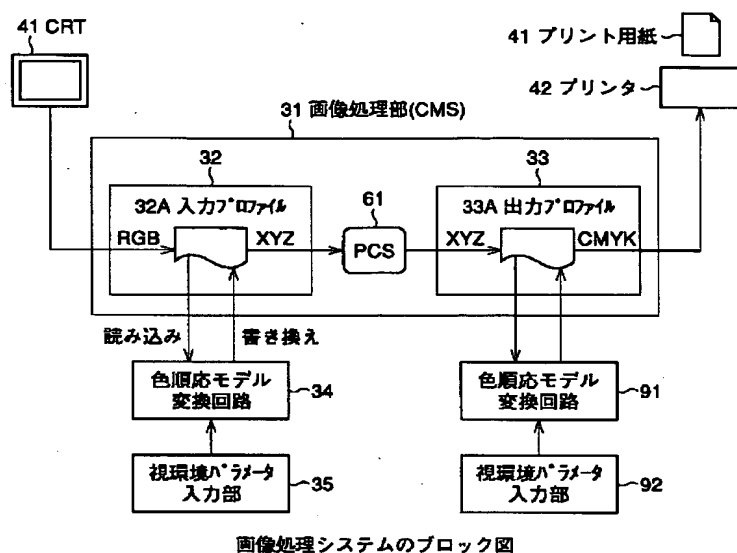 41 CRT
41 プリント用紙
42 プリンタ
31 画像処理部(CMS)
32
33
32A 入力プロファイル
61
33A 出力プロファイル
RGB
XYZ
PCS
XYZ
CMYK
読み込み
書き換え
色順応モデル
変換回路
34
色順応モデル
変換回路
91
視環境パラメータ
入力部
35
視環境パラメータ
入力部
92
画像処理システムのブロック図